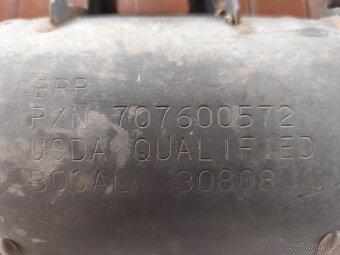 BRP
P/N 707600572
USDA QUALIFIED
BOSAL 30808